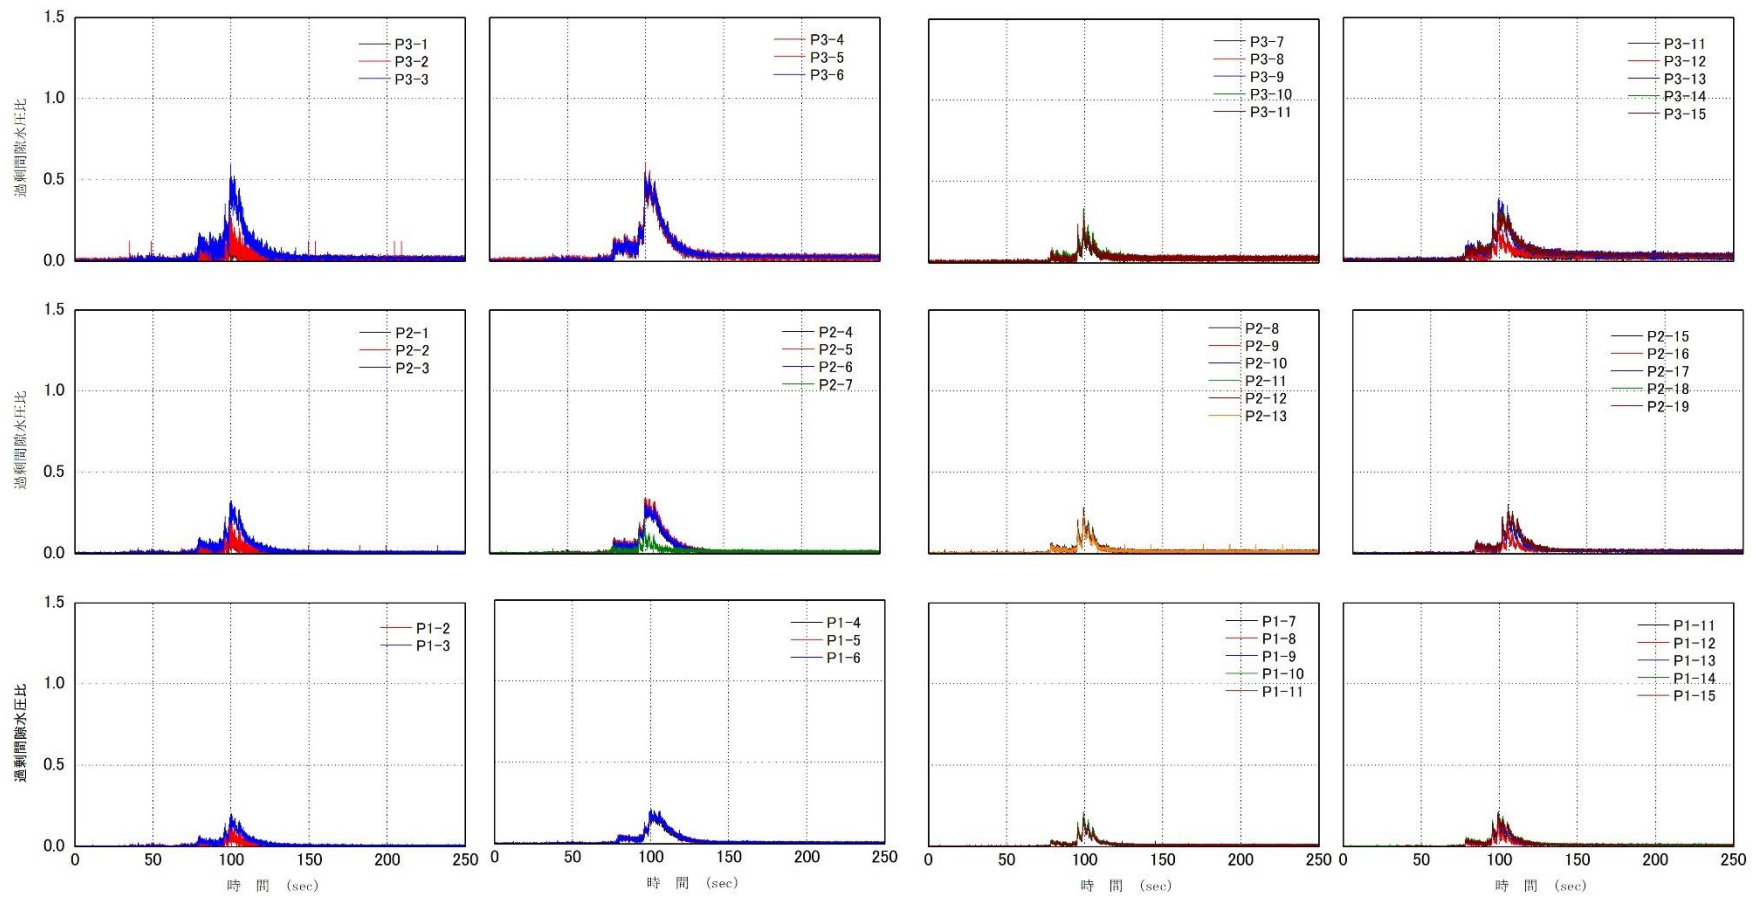 1.5
1.0
0.5
0.0
過剰間隙水圧比
P3-1
P3-2
P3-3
P3-4
P3-5
P3-6
P3-7
P3-8
P3-9
P3-10
P3-11
P3-11
P3-12
P3-13
P3-14
P3-15
1.5
1.0
0.5
0.0
過剰間隙水圧比
P2-1
P2-2
P2-3
P2-4
P2-5
P2-6
P2-7
P2-8
P2-9
P2-10
P2-11
P2-12
P2-13
P2-15
P2-16
P2-17
P2-18
P2-19
1.5
1.0
0.5
0.0
過剰間隙水圧比
P1-2
P1-3
0 50 100 150 200 250
時 間 (sec)
P1-4
P1-5
P1-6
0 50 100 150 200 250
時 間 (sec)
P1-7
P1-8
P1-9
P1-10
P1-11
0 50 100 150 200 250
時 間 (sec)
P1-11
P1-12
P1-13
P1-14
P1-15
0 50 100 150 200 250
時 間 (sec)